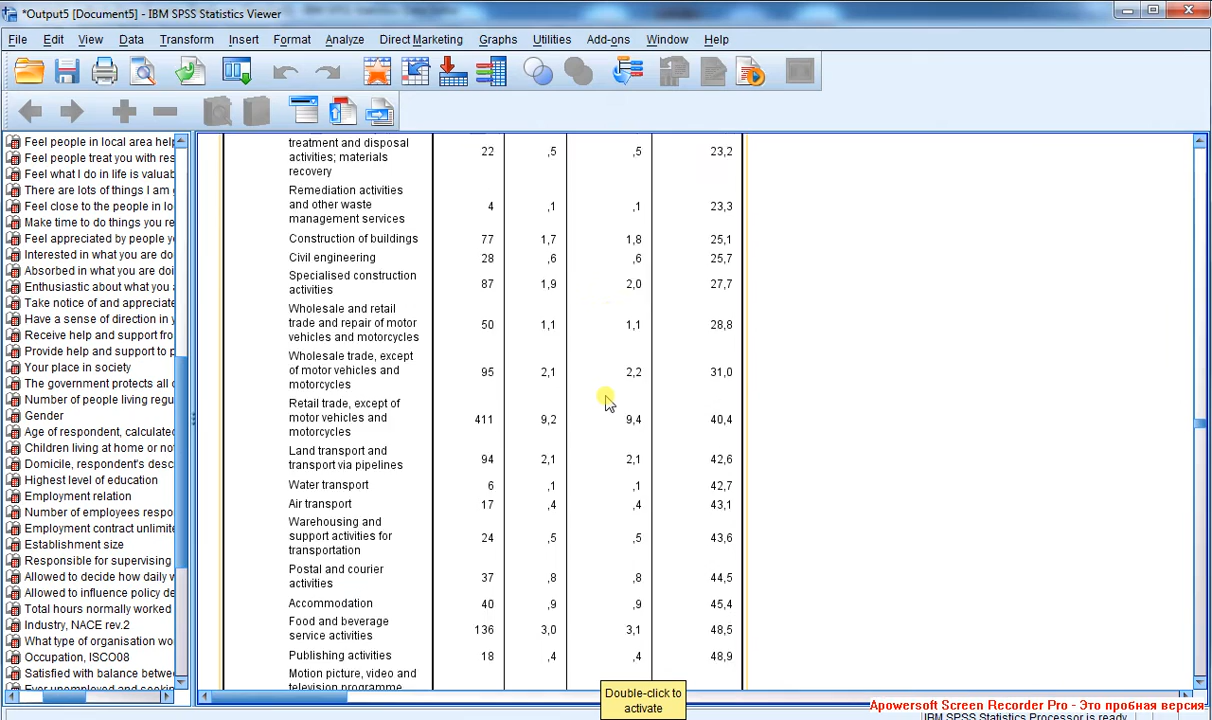 *Output5 [Document5] - IBM SPSS Statistics Viewer
File Edit View Data Transform Insert Format Analyze Direct Marketing Graphs Utilities Add-ons Window Help
Feel people in local area help
Feel people treat you with res
Feel what I do in life is valuab
There are lots of things I am
Feel close to the people in lo
Make time to do things you re
Feel appreciated by people y
Interested in what you are do
Absorbed in what you are doi
Enthusiastic about what you
Take notice of and appreciate
Have a sense of direction in y
Receive help and support fro
Provide help and support to p
Your place in society
The government protects all
Number of people living regu
Gender
Age of respondent, calculate
Children living at home or no
Domicile, respondent's desc
Highest level of education
Employment relation
Number of employees respo
Employment contract unlimite
Establishment size
Responsible for supervising
Allowed to decide how daily w
Allowed to influence policy de
Total hours normally worked
Industry, NACE rev.2
What type of organisation wo
Occupation, ISCO08
Satisfied with balance betwee
Ever unemployed and seekin
treatment and disposal
activities; materials
recovery
22 ,5 ,5 23,2
Remediation activities
and other waste
management services
4 ,1 ,1 23,3
Construction of buildings 77 1,7 1,8 25,1
Civil engineering 28 ,6 ,6 25,7
Specialised construction
activities
87 1,9 2,0 27,7
Wholesale and retail
trade and repair of motor
vehicles and motorcycles
50 1,1 1,1 28,8
Wholesale trade, except
of motor vehicles and
motorcycles
95 2,1 2,2 31,0
Retail trade, except of
motor vehicles and
motorcycles
411 9,2 9,4 40,4
Land transport and
transport via pipelines
94 2,1 2,1 42,6
Water transport 6 ,1 ,1 42,7
Air transport 17 ,4 ,4 43,1
Warehousing and
support activities for
transportation
24 ,5 ,5 43,6
Postal and courier
activities
37 ,8 ,8 44,5
Accommodation 40 ,9 ,9 45,4
Food and beverage
service activities
136 3,0 3,1 48,5
Publishing activities 18 ,4 ,4 48,9
Motion picture, video and
television programme
Double-click to
activate
Apowersoft Screen Recorder Pro - Это пробная версия
IBM SPSS Statistics Processor is ready